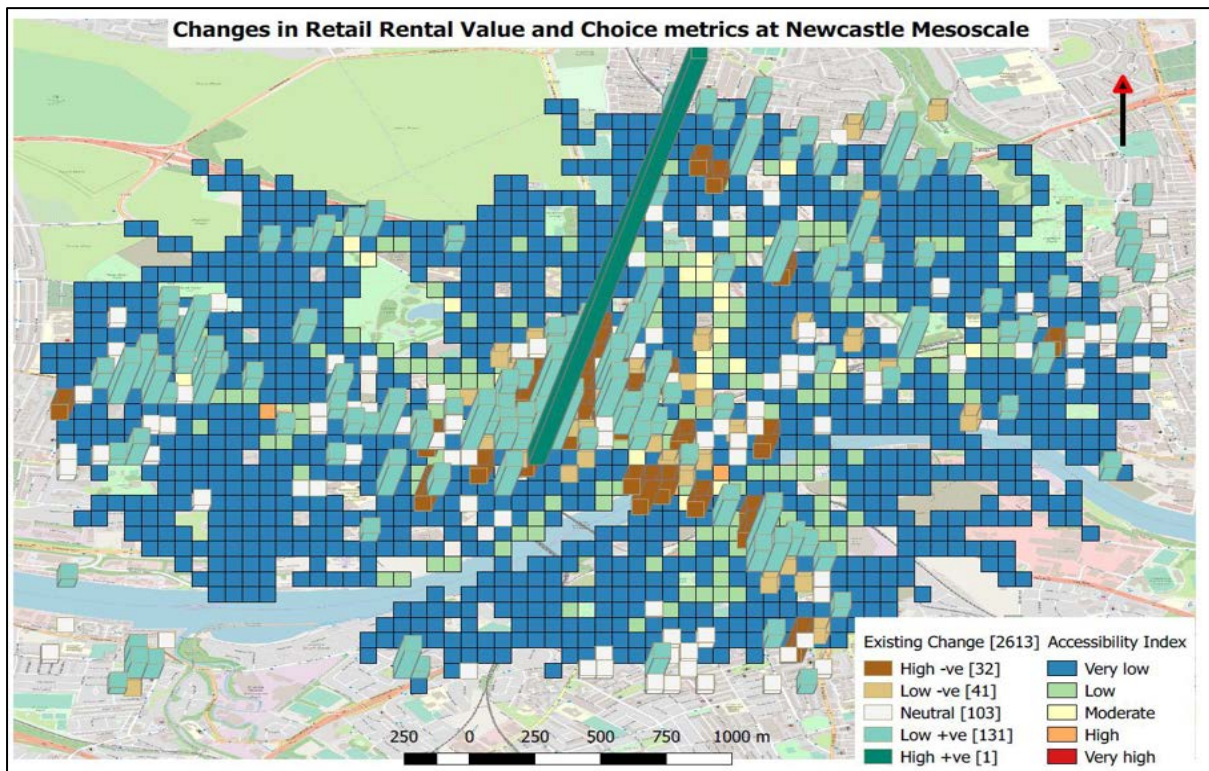 Changes in Retail Rental Value and Choice metrics at Newcastle Mesoscale
Existing Change [2613] Accessibility Index
High -ve [32] Very low
Low -ve [41] Low
Neutral [103] Moderate
Low +ve [131] High
High +ve [1] Very high
250 0 250 500 750 1000 m